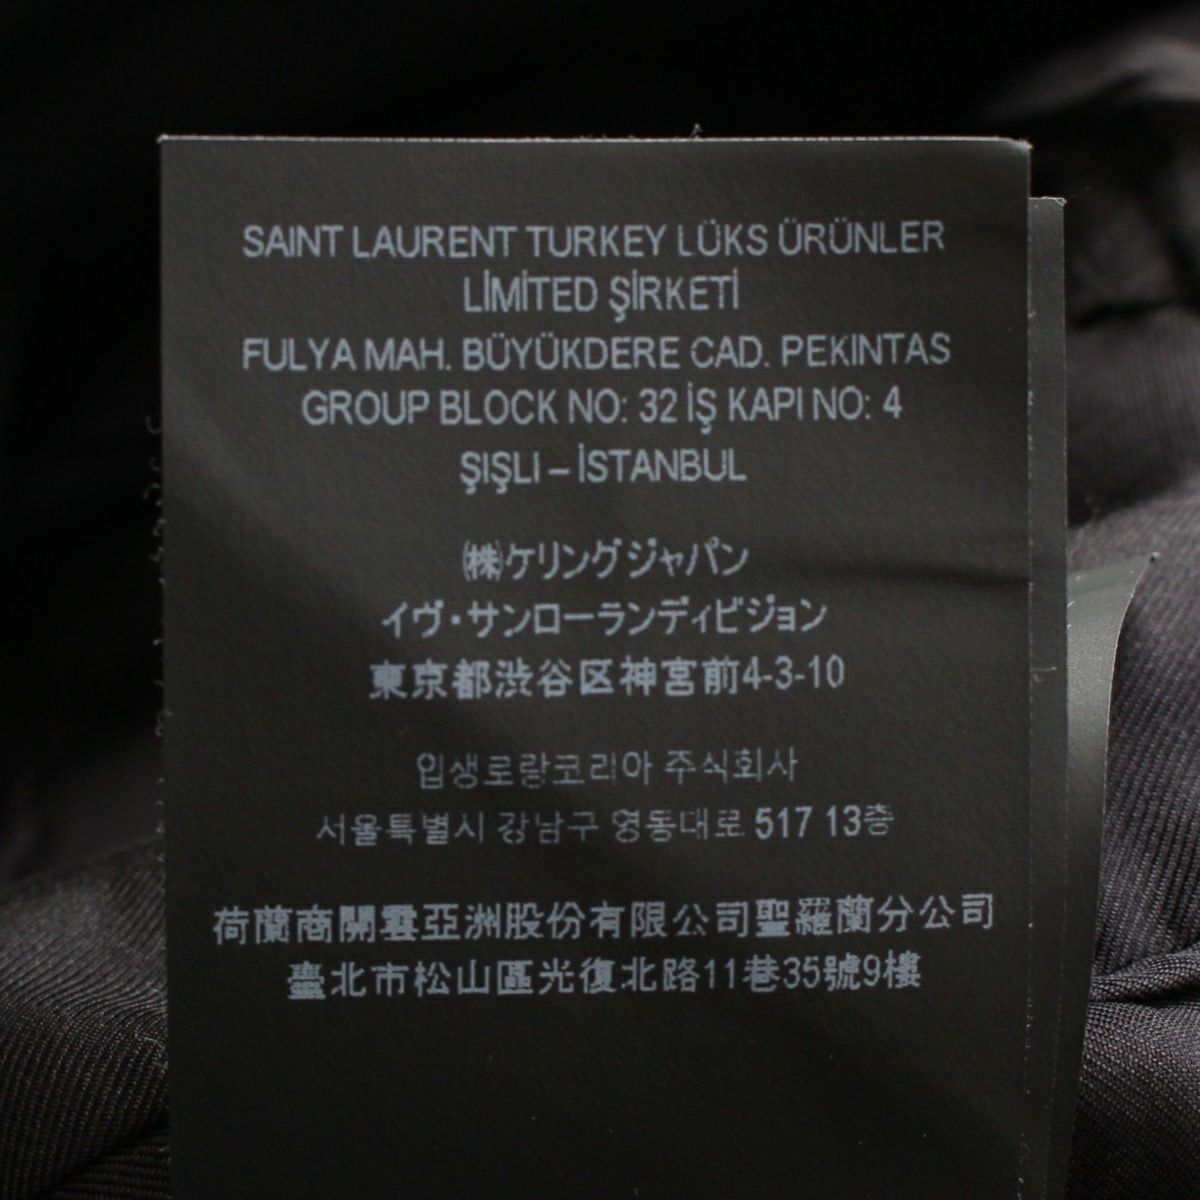 SAINT LAURENT TURKEY LÜKS ÜRÜNLER
LİMİTED ŞİRKETİ
FULYA MAH. BÜYÜKDERE CAD. PEKINTAS
GROUP BLOCK NO: 32 İŞ KAPI NO: 4
ŞIŞLI – İSTANBUL
㈱ケリングジャパン
イヴ・サンローランディビジョン
東京都渋谷区神宮前4-3-10
입생로랑코리아 주식회사
서울특별시 강남구 영동대로 517 13층
荷蘭商開雲亞洲股份有限公司聖羅蘭分公司
臺北市松山區光復北路11巷35號9樓